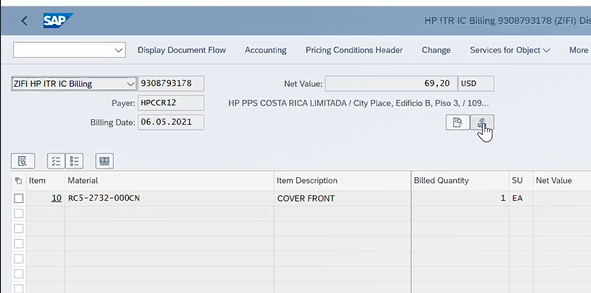 SAP
HP ITR IC Billing 9308793178 (ZIFI) Dis
Display Document Flow Accounting Pricing Conditions Header Change Services for Object More
ZIFI HP ITR IC Billing 9308793178 Net Value: 69,20 USD
Payer: HPCCR12 HP PPS COSTA RICA LIMITADA / City Place, Edificio B, Piso 3, / 109...
Billing Date: 06.05.2021
Item Material Item Description Billed Quantity SU Net Value
10 RC5-2732-000CN COVER FRONT 1 EA